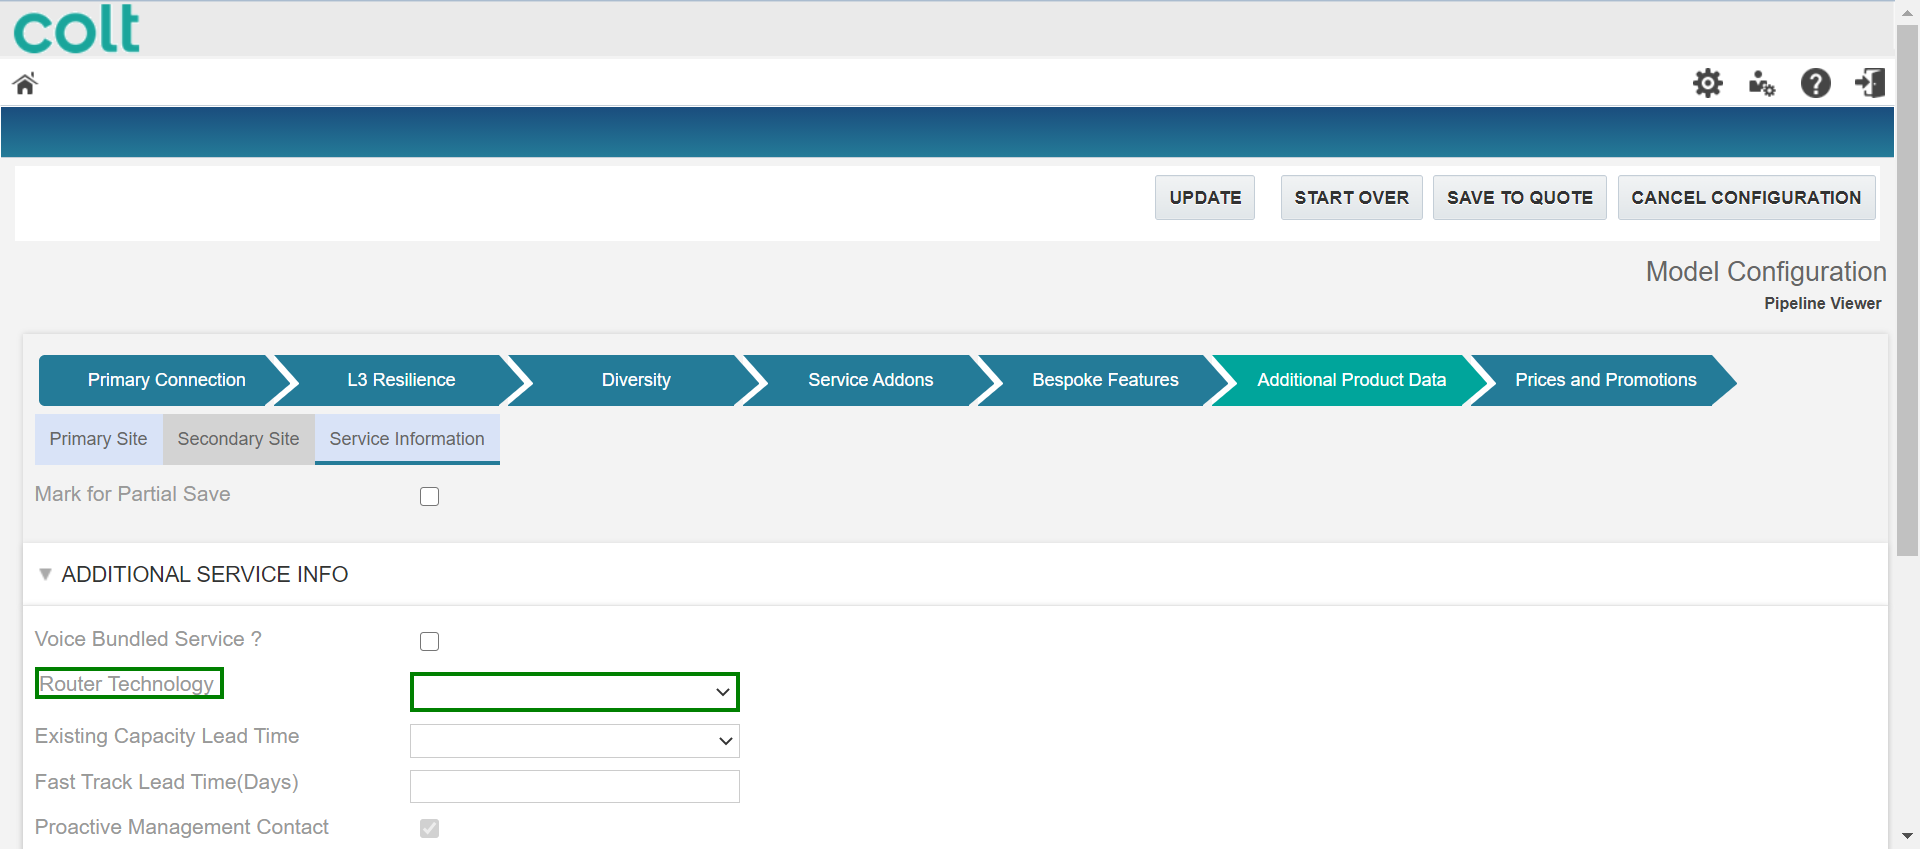 colt
UPDATE
START OVER
SAVE TO QUOTE
CANCEL CONFIGURATION
Model Configuration
Pipeline Viewer
Primary Connection
L3 Resilience
Diversity
Service Addons
Bespoke Features
Additional Product Data
Prices and Promotions
Primary Site
Secondary Site
Service Information
Mark for Partial Save
ADDITIONAL SERVICE INFO
Voice Bundled Service ?
Router Technology
Existing Capacity Lead Time
Fast Track Lead Time(Days)
Proactive Management Contact